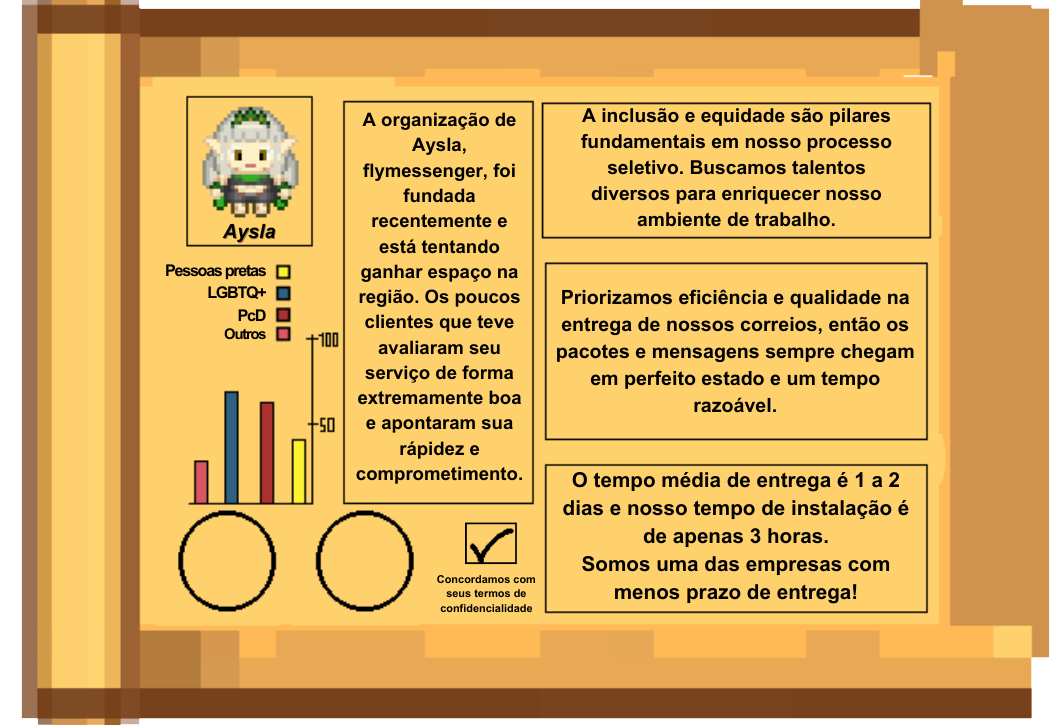 Aysla
Pessoas pretas
LGBTQ+
PcD
Outros
100
50
A organização de
Aysla,
flymessenger, foi
fundada
recentemente e
está tentando
ganhar espaço na
região. Os poucos
clientes que teve
avaliaram seu
serviço de forma
extremamente boa
e apontaram sua
rápidez e
comprometimento.
Concordamos com
seus termos de
confidencialidade
A inclusão e equidade são pilares
fundamentais em nosso processo
seletivo. Buscamos talentos
diversos para enriquecer nosso
ambiente de trabalho.
Priorizamos eficiência e qualidade na
entrega de nossos correios, então os
pacotes e mensagens sempre chegam
em perfeito estado e um tempo
razoável.
O tempo média de entrega é 1 a 2
dias e nosso tempo de instalação é
de apenas 3 horas.
Somos uma das empresas com
menos prazo de entrega!